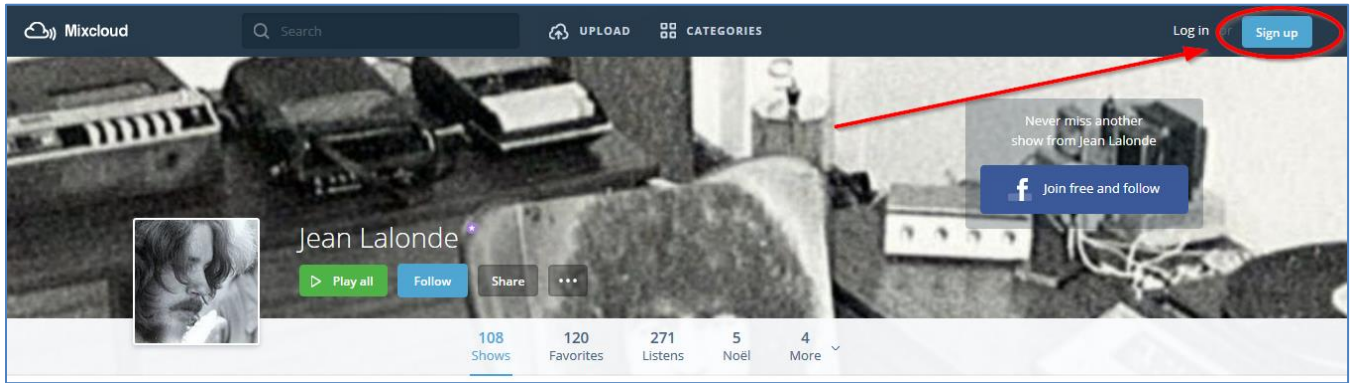 Mixcloud Search UPLOAD CATEGORIES Log in or Sign up
Never miss another
show from Jean Lalonde
Join free and follow
Jean Lalonde
Play all Follow Share
108 120 271 5 4
Shows Favorites Listens Noël More